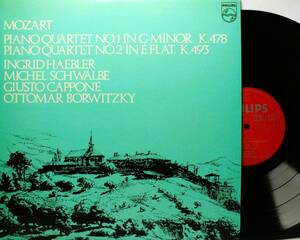 PHILIPS
MOZART
PIANO QUARTET NO.1 IN G MINOR K.478
PIANO QUARTET NO.2 IN E FLAT K.493
INGRID HAEBLER
MICHEL SCHWALBE
GIUSTO CAPPONE
OTTOMAR BORWITZKY